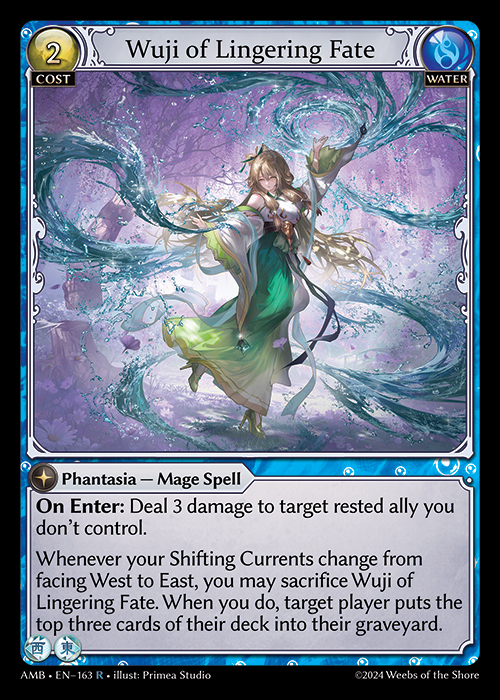 2
Wuji of Lingering Fate
COST
WATER
Phantasia — Mage Spell
On Enter: Deal 3 damage to target rested ally you
don't control.
Whenever your Shifting Currents change from
facing West to East, you may sacrifice Wuji of
Lingering Fate. When you do, target player puts the
top three cards of their deck into their graveyard.
西 東
AMB • EN–163 R • illust: Primea Studio
©2024 Weebs of the Shore